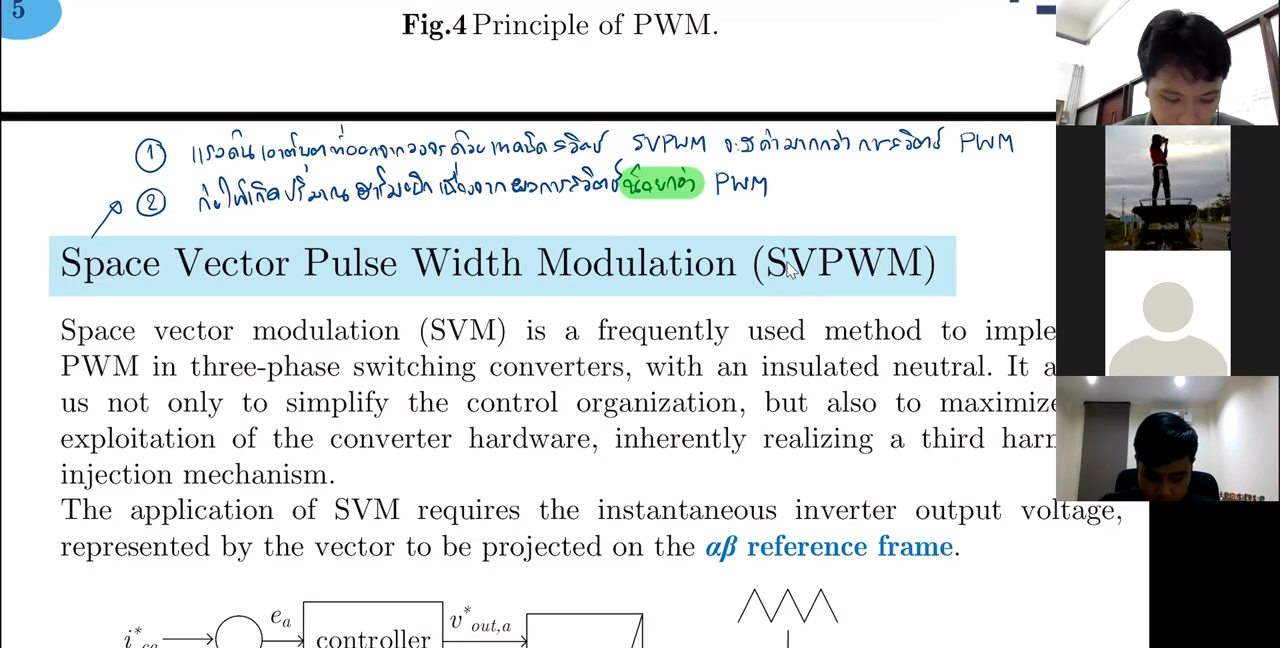 5
Fig.4 Principle of PWM.
① แรงดันเอาต์พุตที่ออกจากวงจรด้วยเทคนิคสวิตช์ SVPWM จะมีค่ามากกว่าการสวิตช์ PWM
② ก่อให้เกิดปริมาณฮาร์มอนิกเนื่องจากผลการสวิตช์น้อยกว่า PWM
Space Vector Pulse Width Modulation (SVPWM)
Space vector modulation (SVM) is a frequently used method to imple
PWM in three-phase switching converters, with an insulated neutral. It a
us not only to simplify the control organization, but also to maximize
exploitation of the converter hardware, inherently realizing a third harm
injection mechanism.
The application of SVM requires the instantaneous inverter output voltage,
represented by the vector to be projected on the αβ reference frame.
e_a
v*_out,a
i*_ca
controller